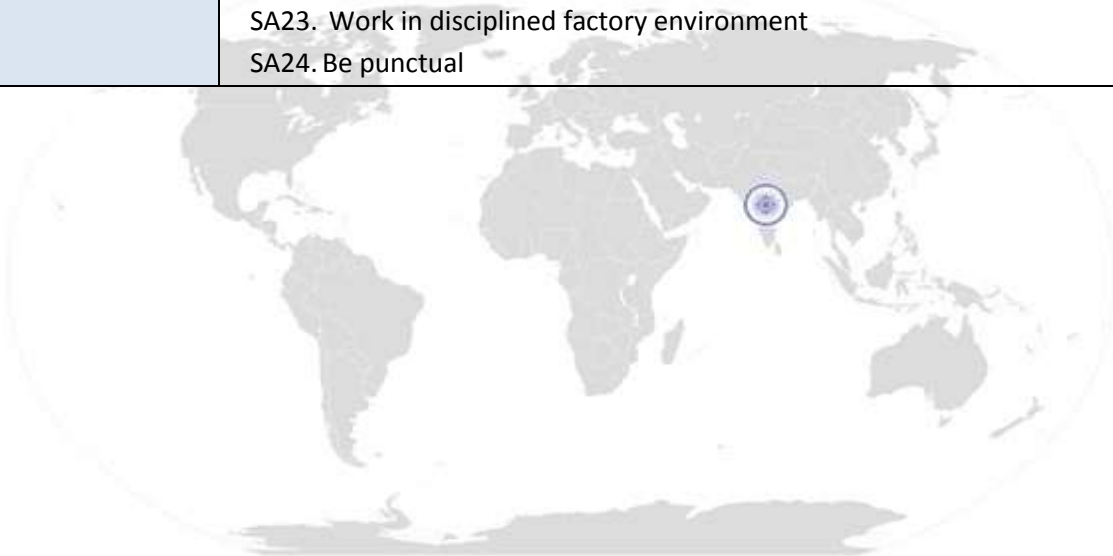 SA23. Work in disciplined factory environment
SA24. Be punctual